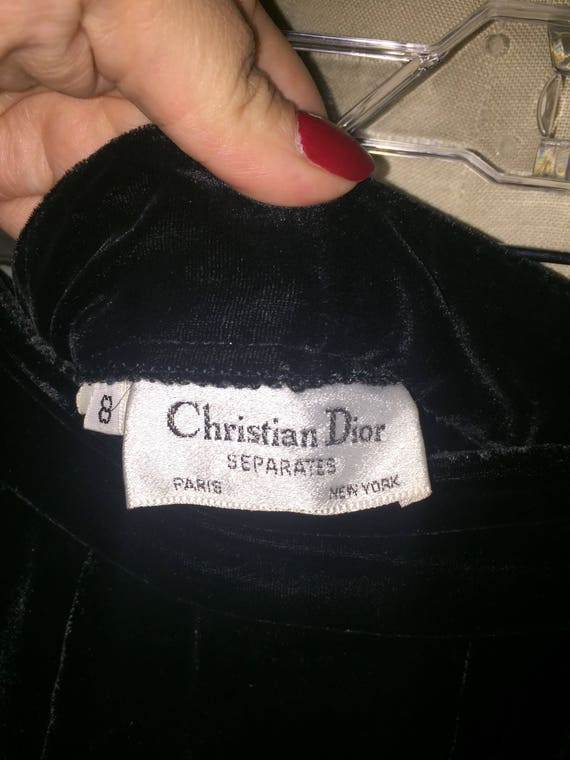 8
Christian Dior
SEPARATES
PARIS NEW YORK